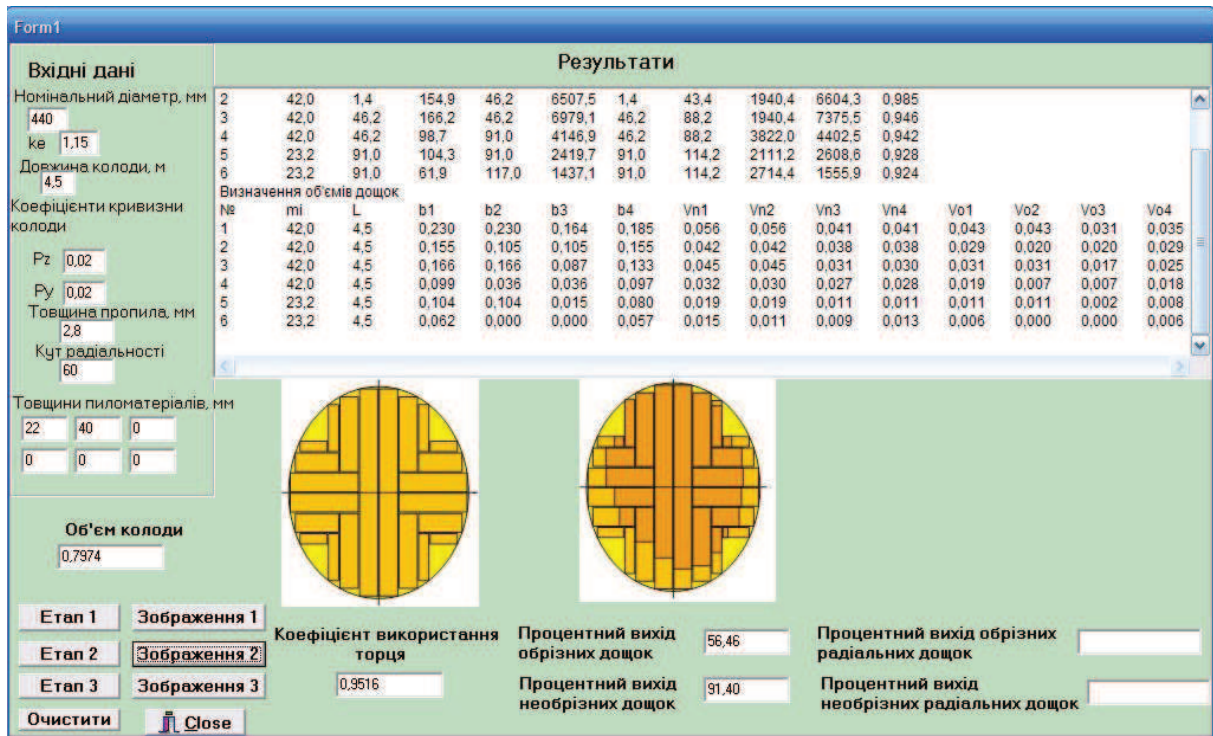 Form1
Вхідні дані
Номінальний діаметр, мм
440
ke 1,15
Довжина колоди, м
4,5
Коефіцієнти кривизни
колоди
Pz 0,02
Py 0,02
Товщина пропила, мм
2,8
Кут радіальності
60
Товщини пиломатеріалів, мм
22 40 0
0 0 0
Результати
2 42,0 1,4 154,9 46,2 6507,5 1,4 43,4 1940,4 6604,3 0,985
3 42,0 46,2 166,2 46,2 6979,1 46,2 88,2 1940,4 7375,5 0,946
4 42,0 46,2 98,7 91,0 4146,9 46,2 88,2 3822,0 4402,5 0,942
5 23,2 91,0 104,3 91,0 2419,7 91,0 114,2 2111,2 2608,6 0,928
6 23,2 91,0 61,9 117,0 1437,1 91,0 114,2 2714,4 1555,9 0,924
Визначення об'ємів дощок
№ mi L b1 b2 b3 b4 Vn1 Vn2 Vn3 Vn4 Vo1 Vo2 Vo3 Vo4
1 42,0 4,5 0,230 0,230 0,164 0,185 0,056 0,056 0,041 0,041 0,043 0,043 0,031 0,035
2 42,0 4,5 0,155 0,105 0,105 0,155 0,042 0,042 0,038 0,038 0,029 0,020 0,020 0,029
3 42,0 4,5 0,166 0,166 0,087 0,133 0,045 0,045 0,031 0,030 0,031 0,031 0,017 0,025
4 42,0 4,5 0,099 0,036 0,036 0,097 0,032 0,030 0,027 0,028 0,019 0,007 0,007 0,018
5 23,2 4,5 0,104 0,104 0,015 0,080 0,019 0,019 0,011 0,011 0,011 0,011 0,002 0,008
6 23,2 4,5 0,062 0,000 0,000 0,057 0,015 0,011 0,009 0,013 0,006 0,000 0,000 0,006
Об'єм колоди
0,7974
Етап 1 Зображення 1
Етап 2 Зображення 2
Етап 3 Зображення 3
Очистити Close
Коефіцієнт використання
торця
0,9516
Процентний вихід
обрізних дощок
56,46
Процентний вихід
необрізних дощок
91,40
Процентний вихід обрізних
радіальних дощок
Процентний вихід
необрізних радіальних дощок